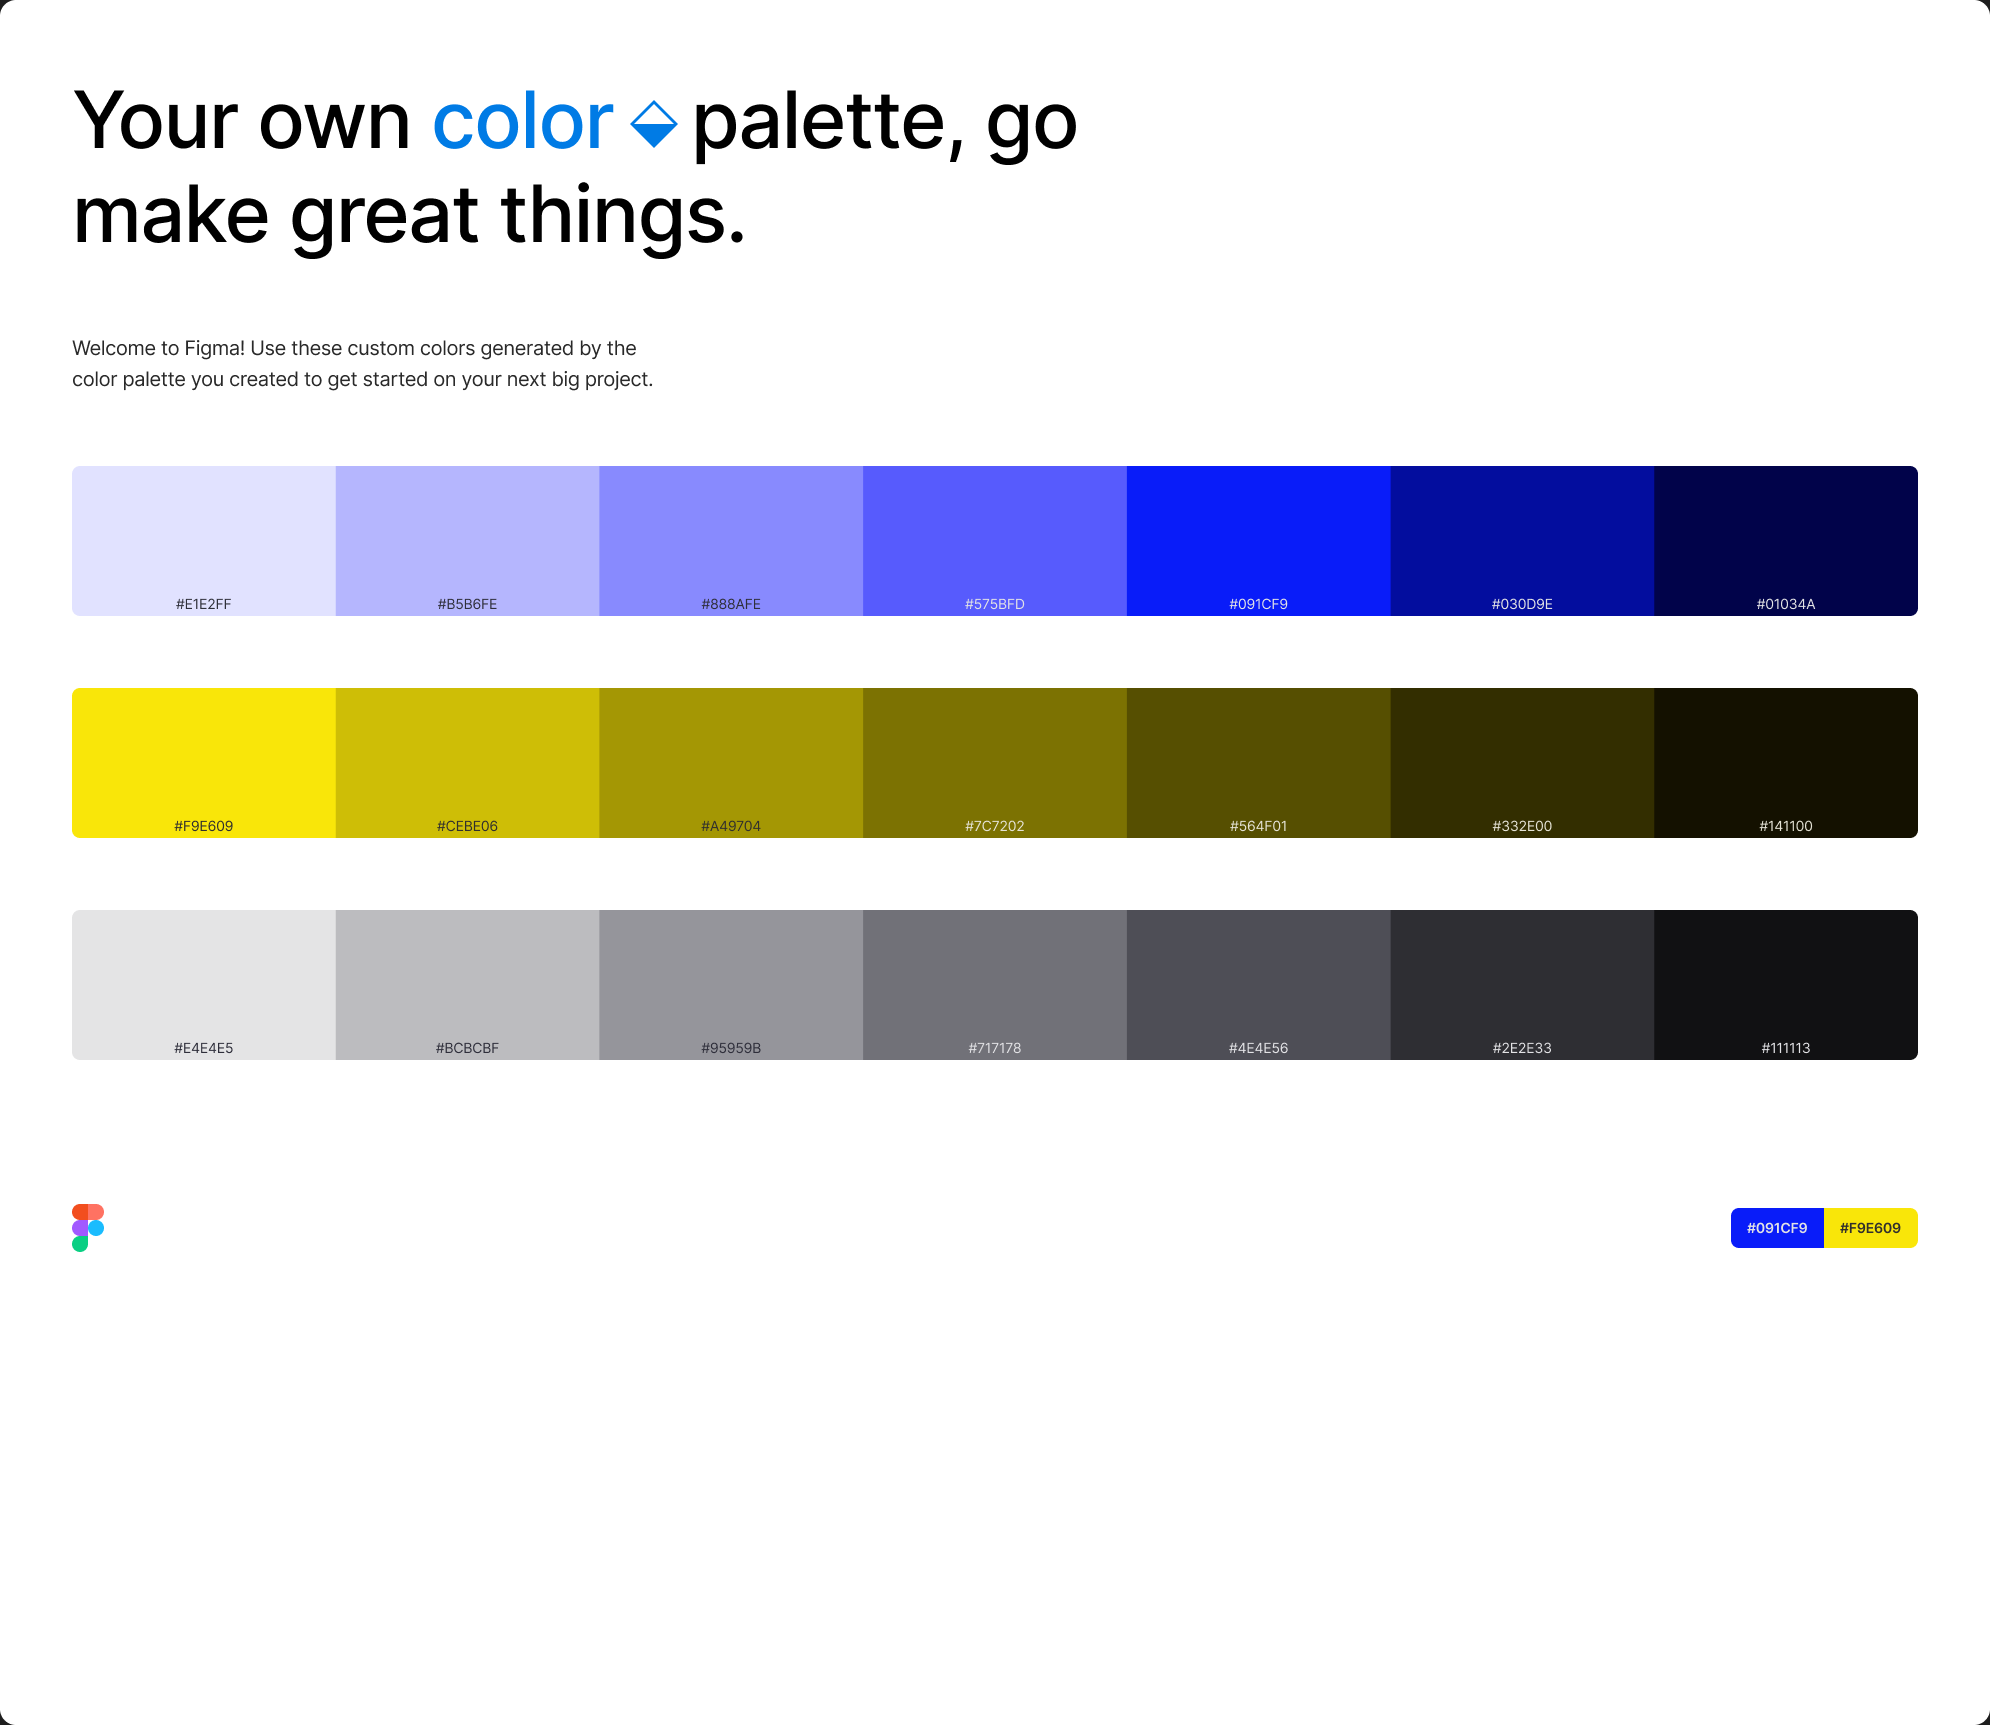 Your own color palette, go
make great things.
Welcome to Figma! Use these custom colors generated by the
color palette you created to get started on your next big project.
#E1E2FF #B5B6FE #888AFE #575BFD #091CF9 #030D9E #01034A
#F9E609 #CEBE06 #A49704 #7C7202 #564F01 #332E00 #141100
#E4E4E5 #BCBCBF #95959B #717178 #4E4E56 #2E2E33 #111113
#091CF9 #F9E609